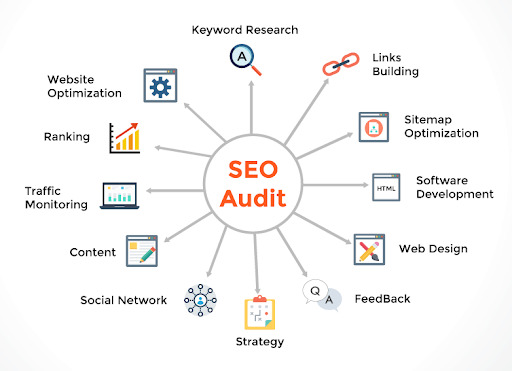 Keyword Research
A
Links
Building
Website
Optimization
Sitemap
Optimization
Ranking
SEO
Audit
HTML
Software
Development
Traffic
Monitoring
Content
Web Design
Social Network
Q
A
FeedBack
Strategy